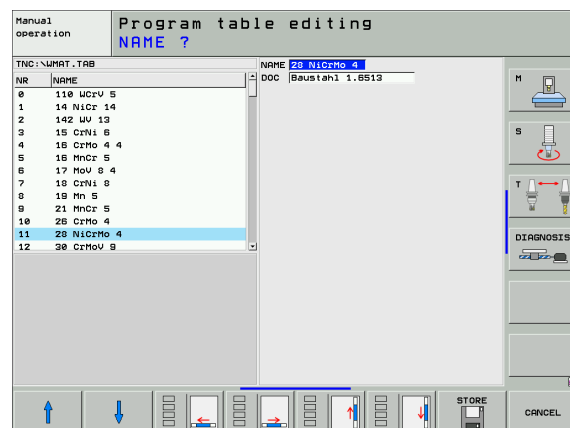 Manual
operation
Program table editing
NAME ?
TNC:\WMAT.TAB
NR NAME
0 110 WCrV 5
1 14 NiCr 14
2 142 WV 13
3 15 CrNi 6
4 16 CrMo 4 4
5 16 MnCr 5
6 17 MoV 8 4
7 18 CrNi 8
8 19 Mn 5
9 21 MnCr 5
10 26 CrMo 4
11 28 NiCrMo 4
12 30 CrMoV 9
NAME 28 NiCrMo 4
DOC Baustahl 1.6513
M
S
T
DIAGNOSIS
STORE
CANCEL